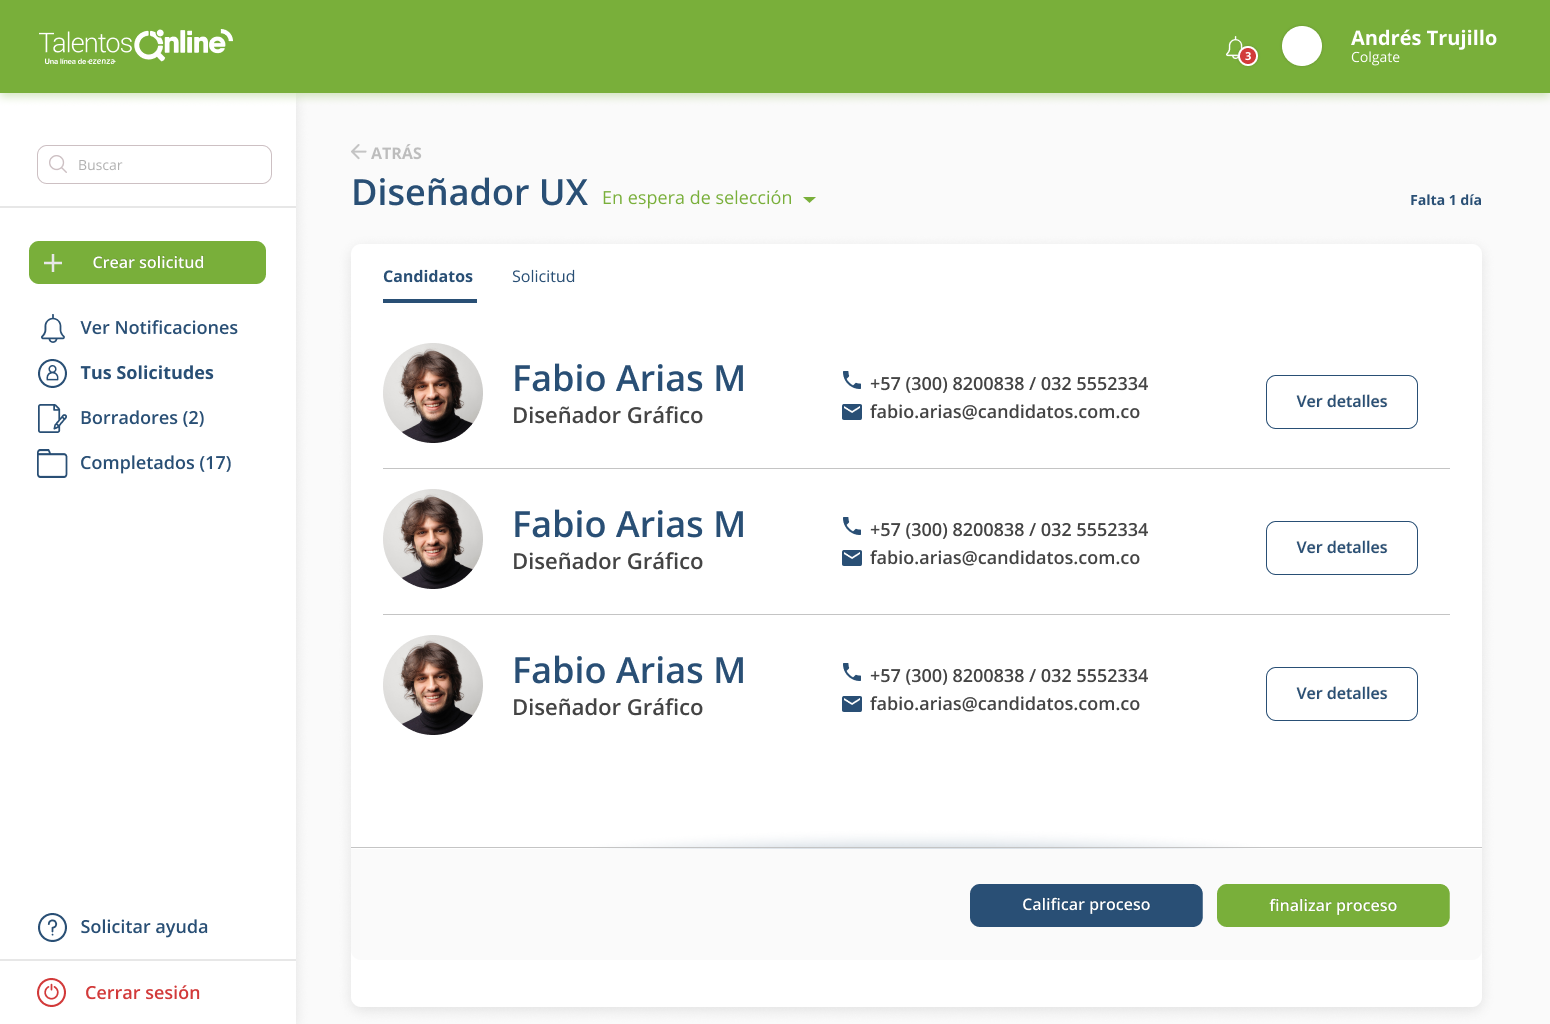 TalentosOnline
Una línea de ezenza
3
Andrés Trujillo
Colgate
Buscar
Crear solicitud
Ver Notificaciones
Tus Solicitudes
Borradores (2)
Completados (17)
Solicitar ayuda
Cerrar sesión
ATRÁS
Diseñador UX
En espera de selección
Falta 1 día
Candidatos
Solicitud
Fabio Arias M
Diseñador Gráfico
+57 (300) 8200838 / 032 5552334
fabio.arias@candidatos.com.co
Ver detalles
Fabio Arias M
Diseñador Gráfico
+57 (300) 8200838 / 032 5552334
fabio.arias@candidatos.com.co
Ver detalles
Fabio Arias M
Diseñador Gráfico
+57 (300) 8200838 / 032 5552334
fabio.arias@candidatos.com.co
Ver detalles
Calificar proceso
finalizar proceso